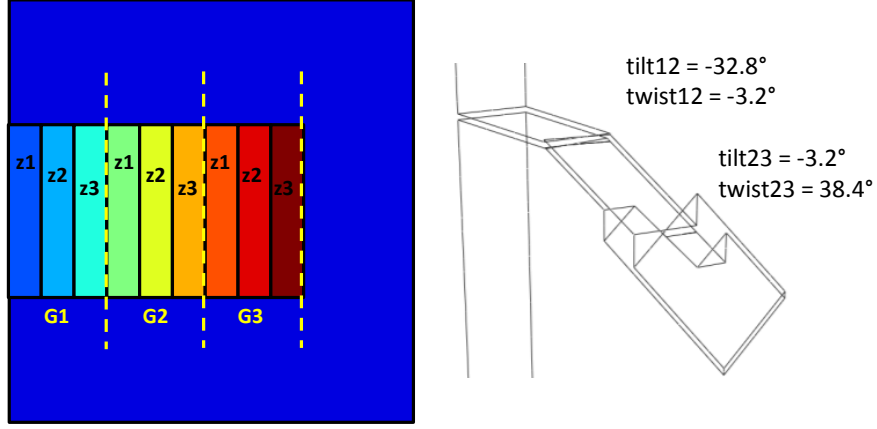 z1
z2
z3
z1
z2
z3
z1
z2
z3
G1
G2
G3
tilt12 = -32.8°
twist12 = -3.2°
tilt23 = -3.2°
twist23 = 38.4°